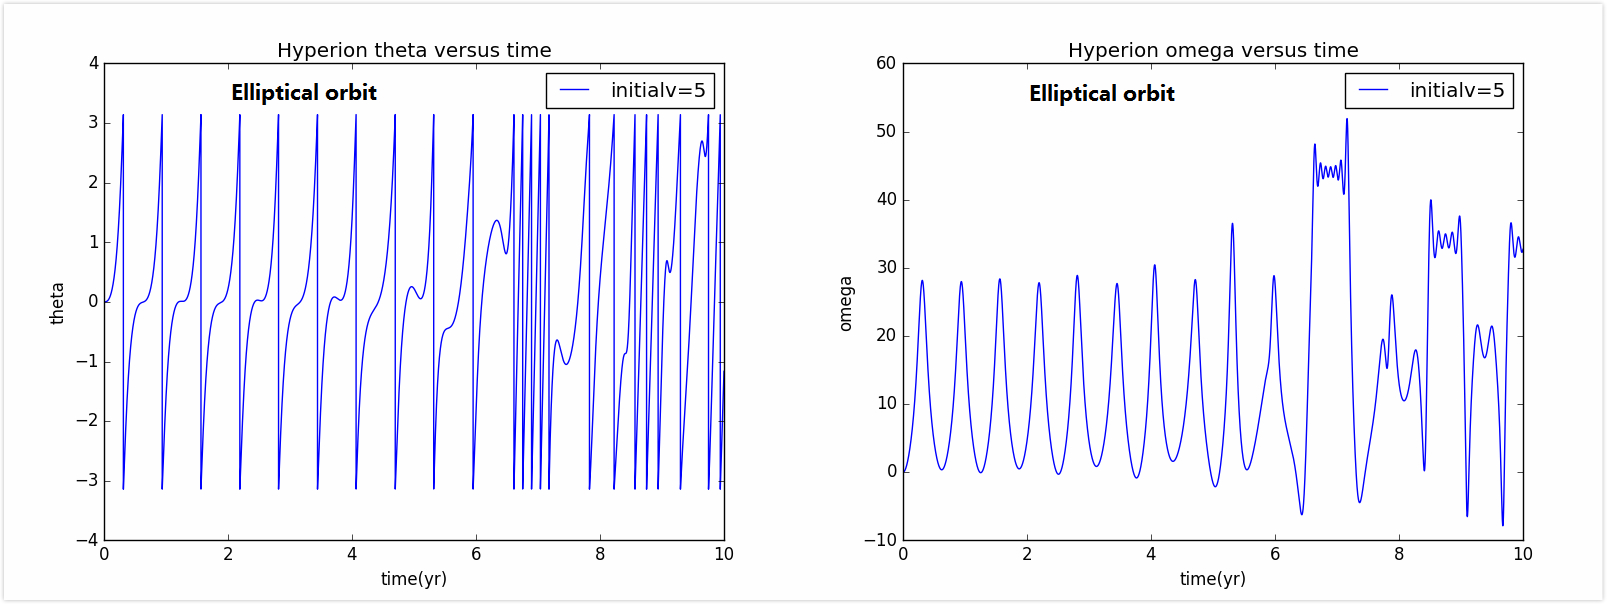 Hyperion theta versus time
Elliptical orbit
initialv=5
4
3
2
1
0
−1
−2
−3
−4
theta
0 2 4 6 8 10
time(yr)
Hyperion omega versus time
Elliptical orbit
initialv=5
60
50
40
30
20
10
0
−10
omega
0 2 4 6 8 10
time(yr)